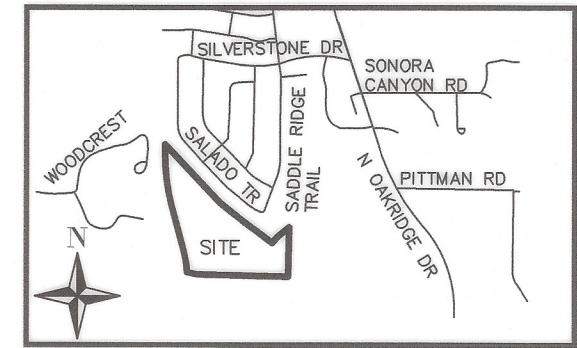 SILVERSTONE DR
SONORA
CANYON RD
WOODCREST
SALADO TR
SADDLE RIDGE
TRAIL
N OAKRIDGE DR
PITTMAN RD
SITE
N